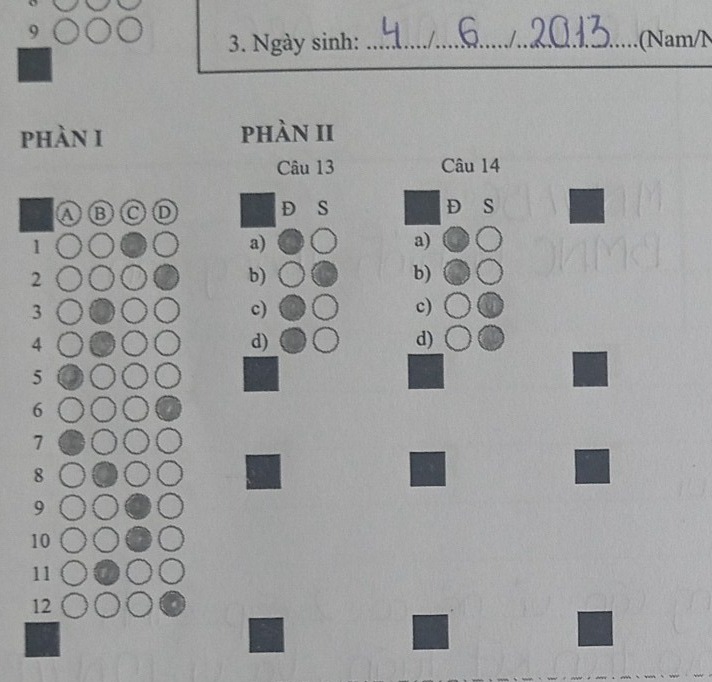 9
3. Ngày sinh: ....4..../....6..../..2013....(Nam/N
PHẦN I
PHẦN II
Câu 13
Câu 14
A B C D
Đ S
Đ S
1
a)
a)
2
b)
b)
3
c)
c)
4
d)
d)
5
6
7
8
9
10
11
12